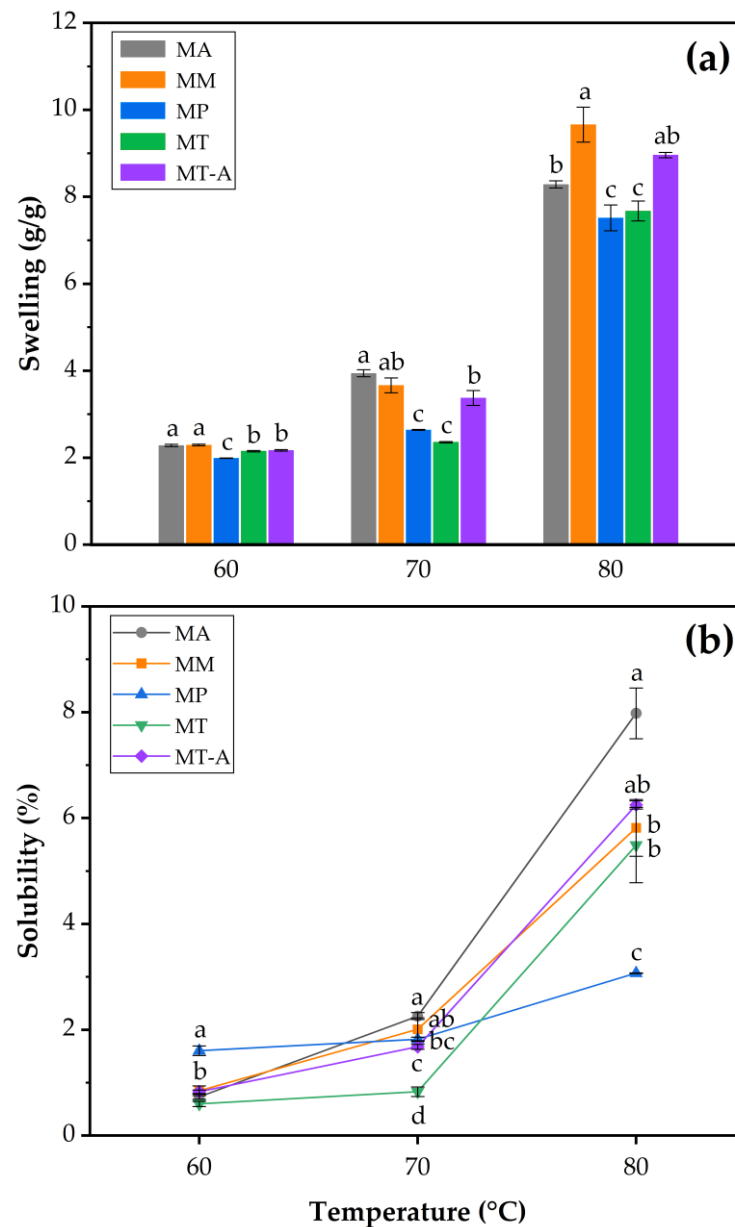 (a)
MA
MM
MP
MT
MT-A
Swelling (g/g)
12
10
8
6
4
2
0
a a c b b
a ab c c b
b a c c ab
60 70 80
(b)
MA
MM
MP
MT
MT-A
Solubility (%)
10
8
6
4
2
0
a
b
a
ab
bc
c
d
a
ab
b
b
c
60 70 80
Temperature (°C)